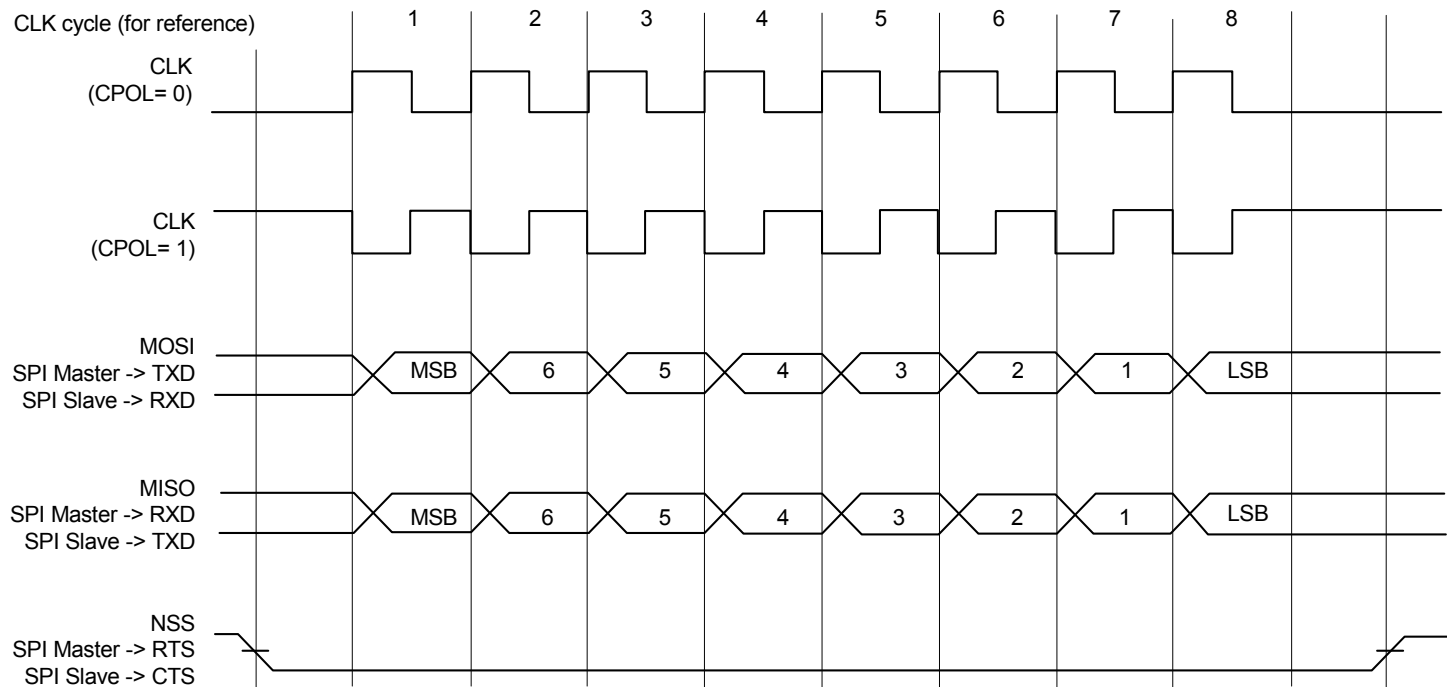 CLK cycle (for reference) 1 2 3 4 5 6 7 8
CLK
(CPOL= 0)
CLK
(CPOL= 1)
MOSI
SPI Master -> TXD
SPI Slave -> RXD
MSB 6 5 4 3 2 1 LSB
MISO
SPI Master -> RXD
SPI Slave -> TXD
MSB 6 5 4 3 2 1 LSB
NSS
SPI Master -> RTS
SPI Slave -> CTS